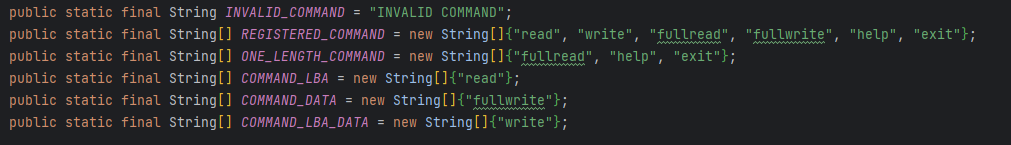 public static final String INVALID_COMMAND = "INVALID COMMAND";
public static final String[] REGISTERED_COMMAND = new String[]{"read", "write", "fullread", "fullwrite", "help", "exit"};
public static final String[] ONE_LENGTH_COMMAND = new String[]{"fullread", "help", "exit"};
public static final String[] COMMAND_LBA = new String[]{"read"};
public static final String[] COMMAND_DATA = new String[]{"fullwrite"};
public static final String[] COMMAND_LBA_DATA = new String[]{"write"};